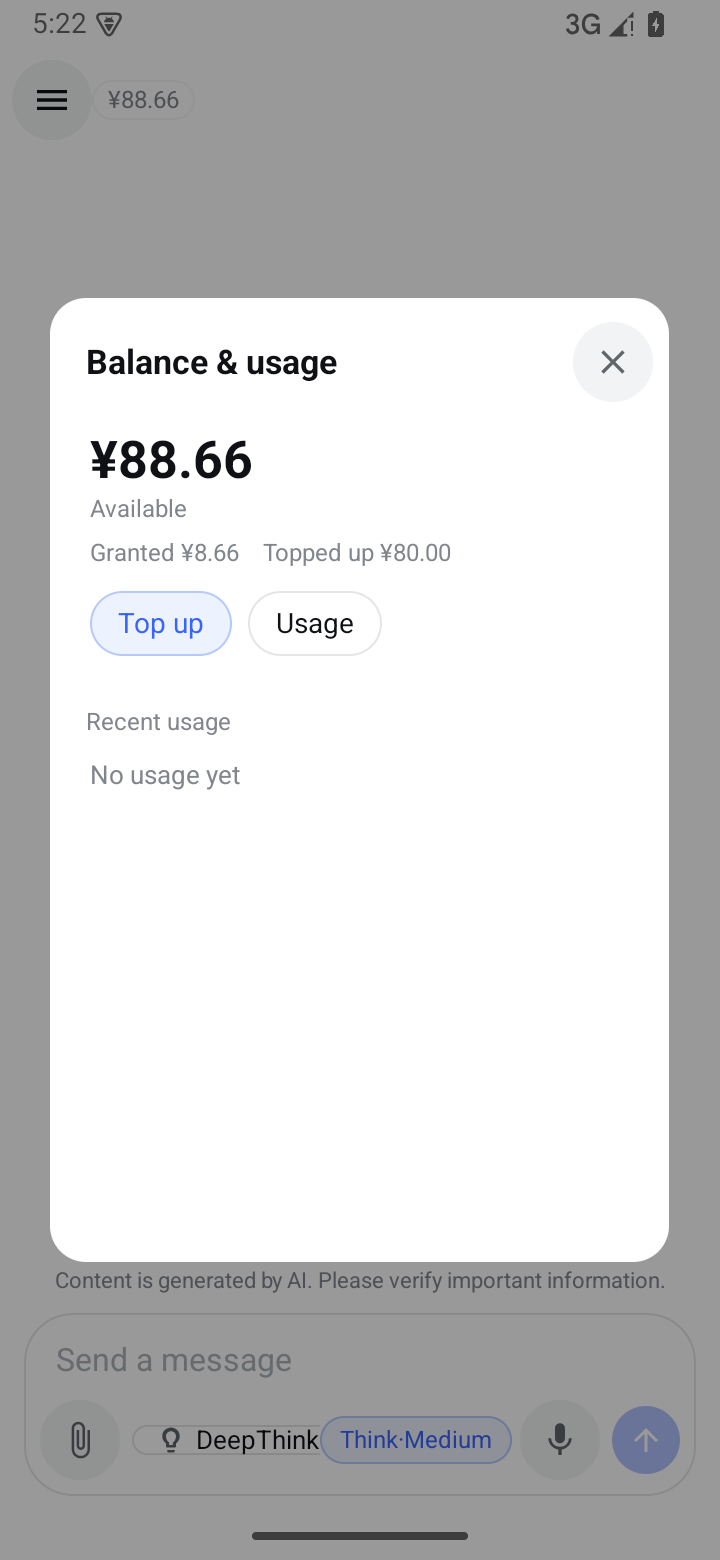 5:22 3G
¥88.66
Balance & usage
¥88.66
Available
Granted ¥8.66 Topped up ¥80.00
Top up Usage
Recent usage
No usage yet
Content is generated by AI. Please verify important information.
Send a message
DeepThink Think·Medium